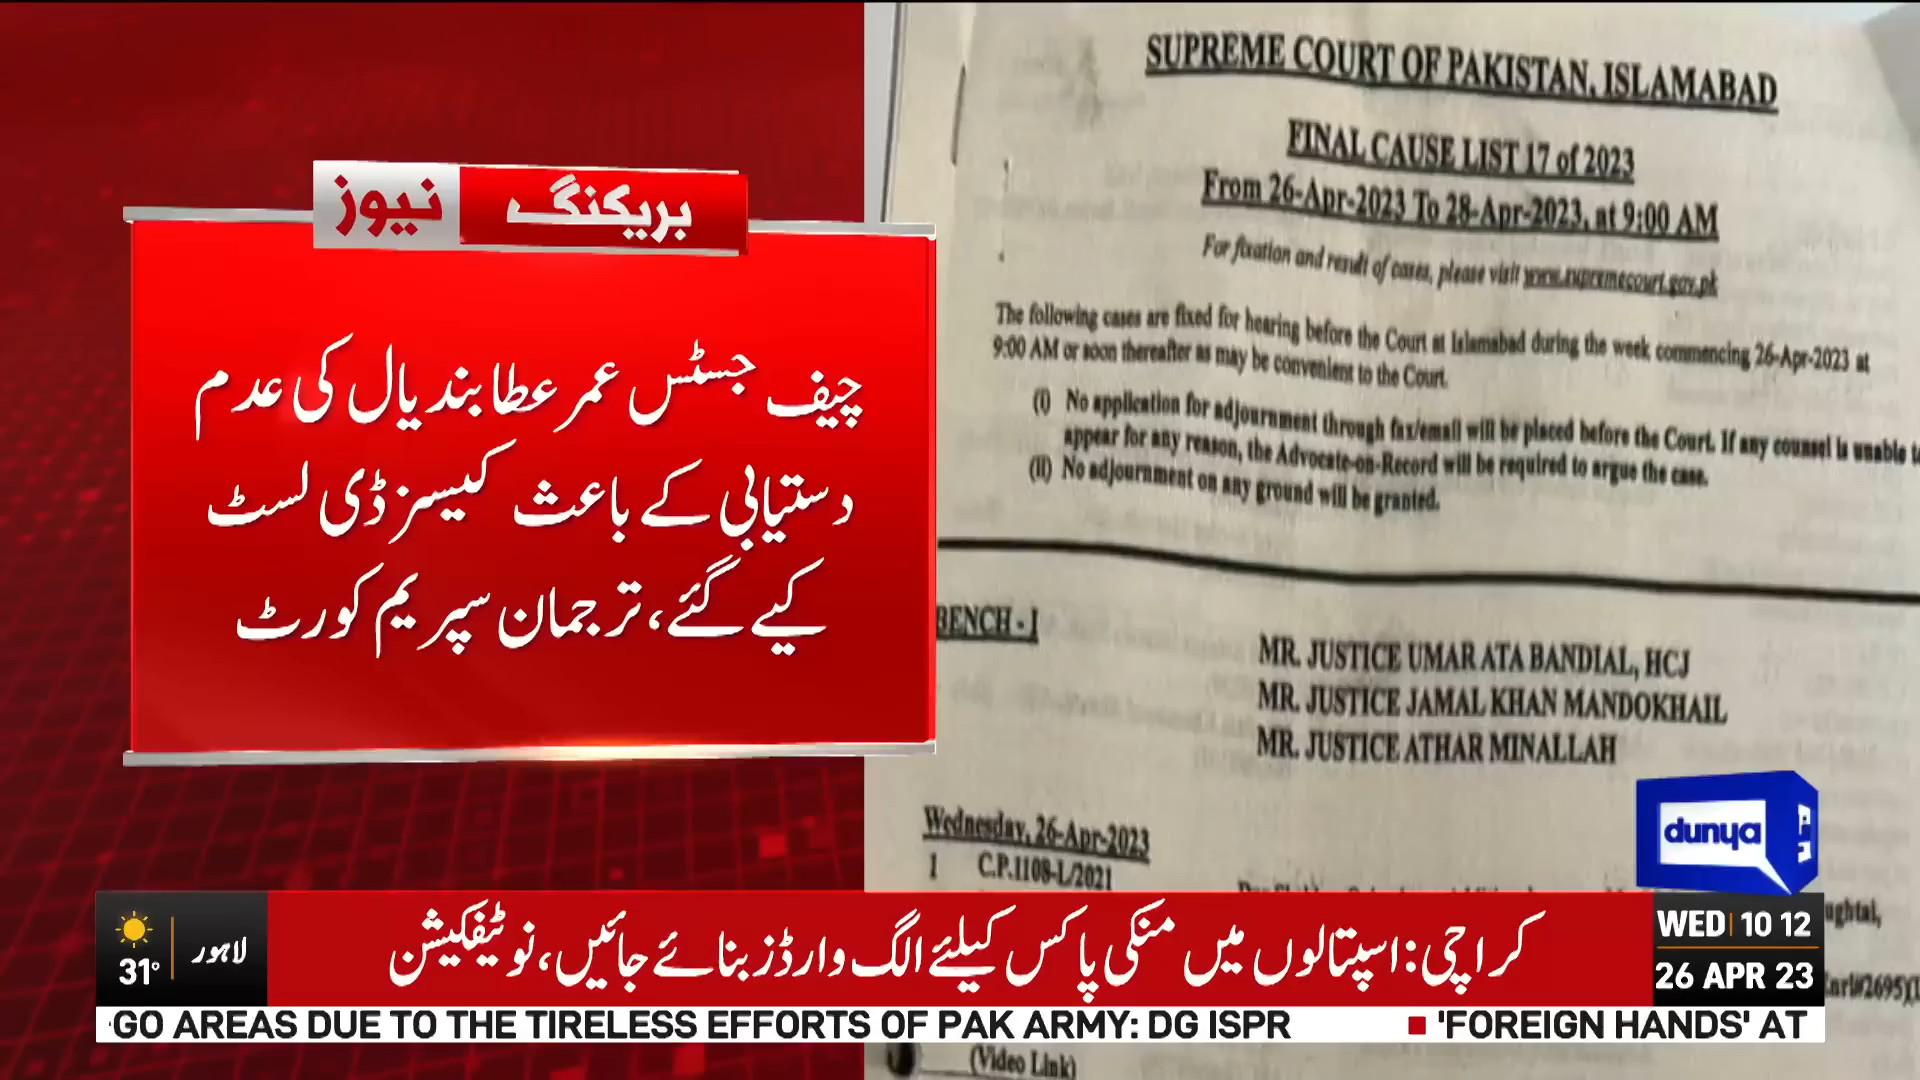 بریکنگ نیوز
چیف جسٹس عمر عطا بندیال کی عدم
دستیابی کے باعث کیسز ڈی لسٹ
کیے گئے، ترجمان سپریم کورٹ
SUPREME COURT OF PAKISTAN, ISLAMABAD
FINAL CAUSE LIST 17 of 2023
From 26-Apr-2023 To 28-Apr-2023, at 9:00 AM
For fixation and result of cases, please visit www.supremecourt.gov.pk
The following cases are fixed for hearing before the Court at Islamabad during the week commencing 26-Apr-2023 at
9:00 AM or soon thereafter as may be convenient to the Court.
(I) No application for adjournment through fax/email will be placed before the Court. If any counsel is unable
appear for any reason, the Advocate-on-Record will be required to argue the case.
(II) No adjournment on any ground will be granted.
BENCH - I
MR. JUSTICE UMAR ATA BANDIAL, HCJ
MR. JUSTICE JAMAL KHAN MANDOKHAIL
MR. JUSTICE ATHAR MINALLAH
Wednesday, 26-Apr-2023
1 C.P.1108-L/2021
dunya
لاہور
31°
کراچی: اسپتالوں میں منکی پاکس کیلئے الگ وارڈز بنائے جائیں، نوٹیفکیشن
WED 10 12
26 APR 23
GO AREAS DUE TO THE TIRELESS EFFORTS OF PAK ARMY: DG ISPR
'FOREIGN HANDS' AT
(Video Link)